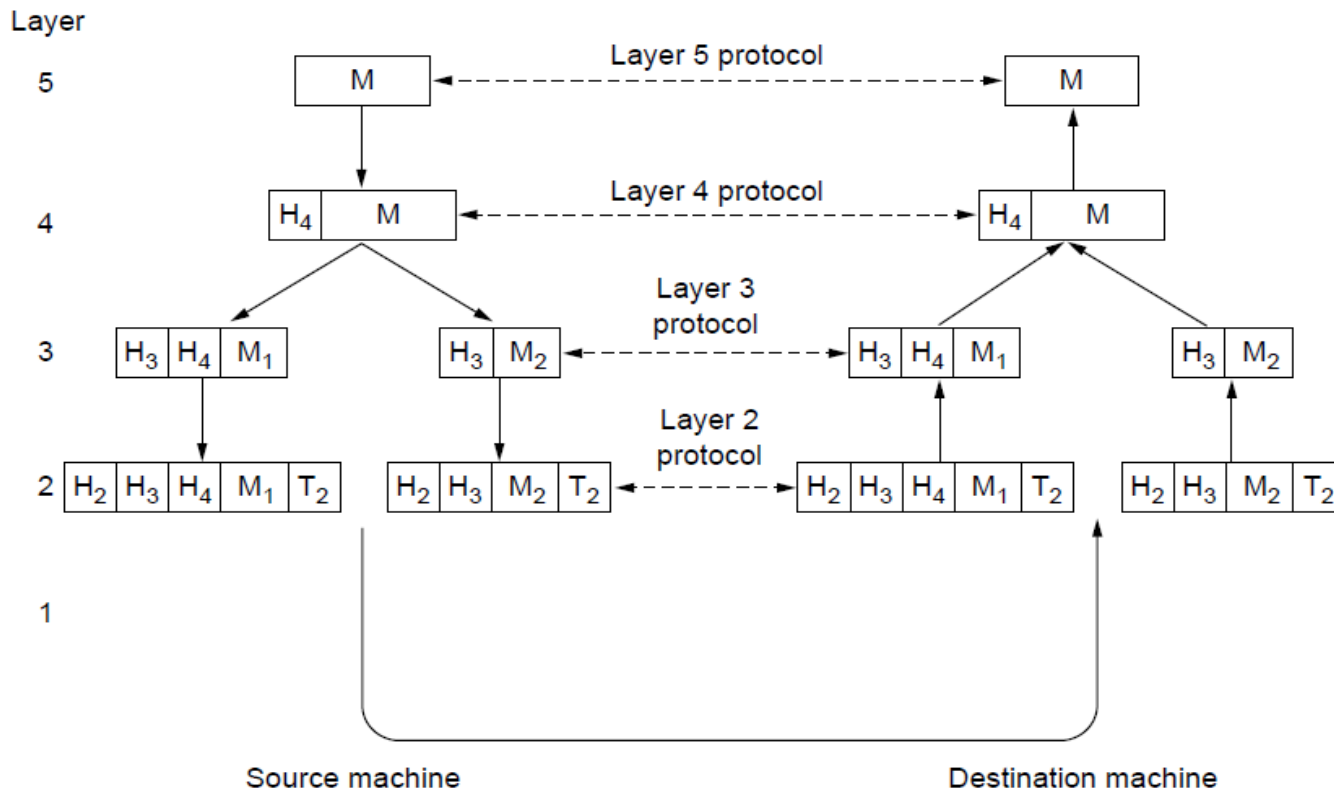 Layer
5 M Layer 5 protocol M
4 H₄ M Layer 4 protocol H₄ M
Layer 3
protocol
3 H₃ H₄ M₁ H₃ M₂ H₃ H₄ M₁ H₃ M₂
Layer 2
protocol
2 H₂ H₃ H₄ M₁ T₂ H₂ H₃ M₂ T₂ H₂ H₃ H₄ M₁ T₂ H₂ H₃ M₂ T₂
1
Source machine Destination machine